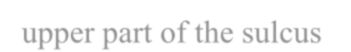 upper part of the sulcus